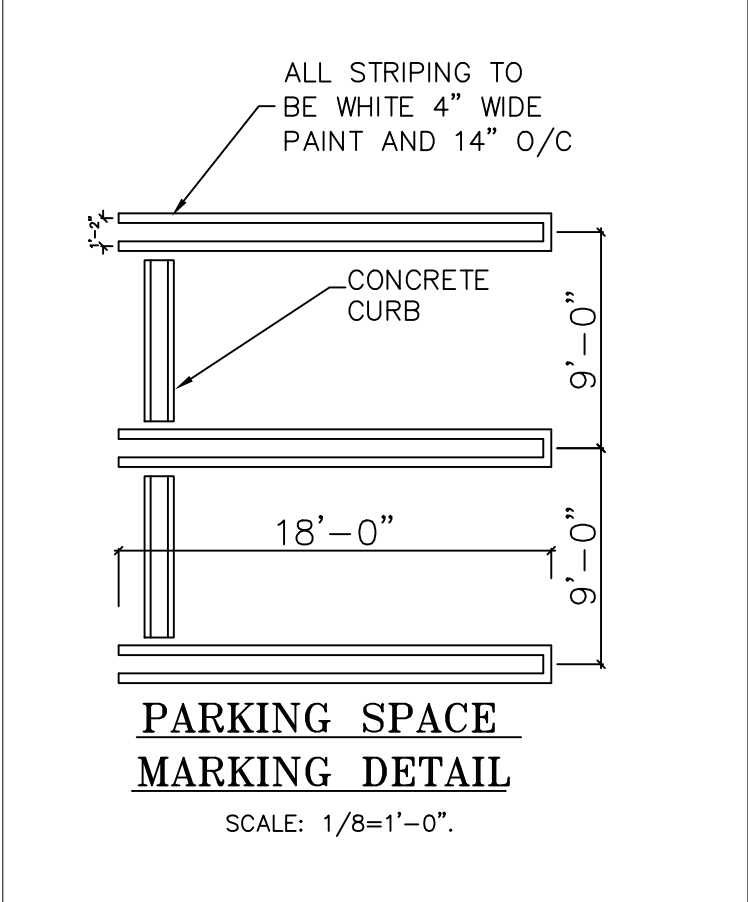 ALL STRIPING TO
BE WHITE 4” WIDE
PAINT AND 14” O/C
1'-2"
CONCRETE
CURB
9’-0”
18’-0”
9’-0”
PARKING SPACE
MARKING DETAIL
SCALE: 1/8=1’-0”.